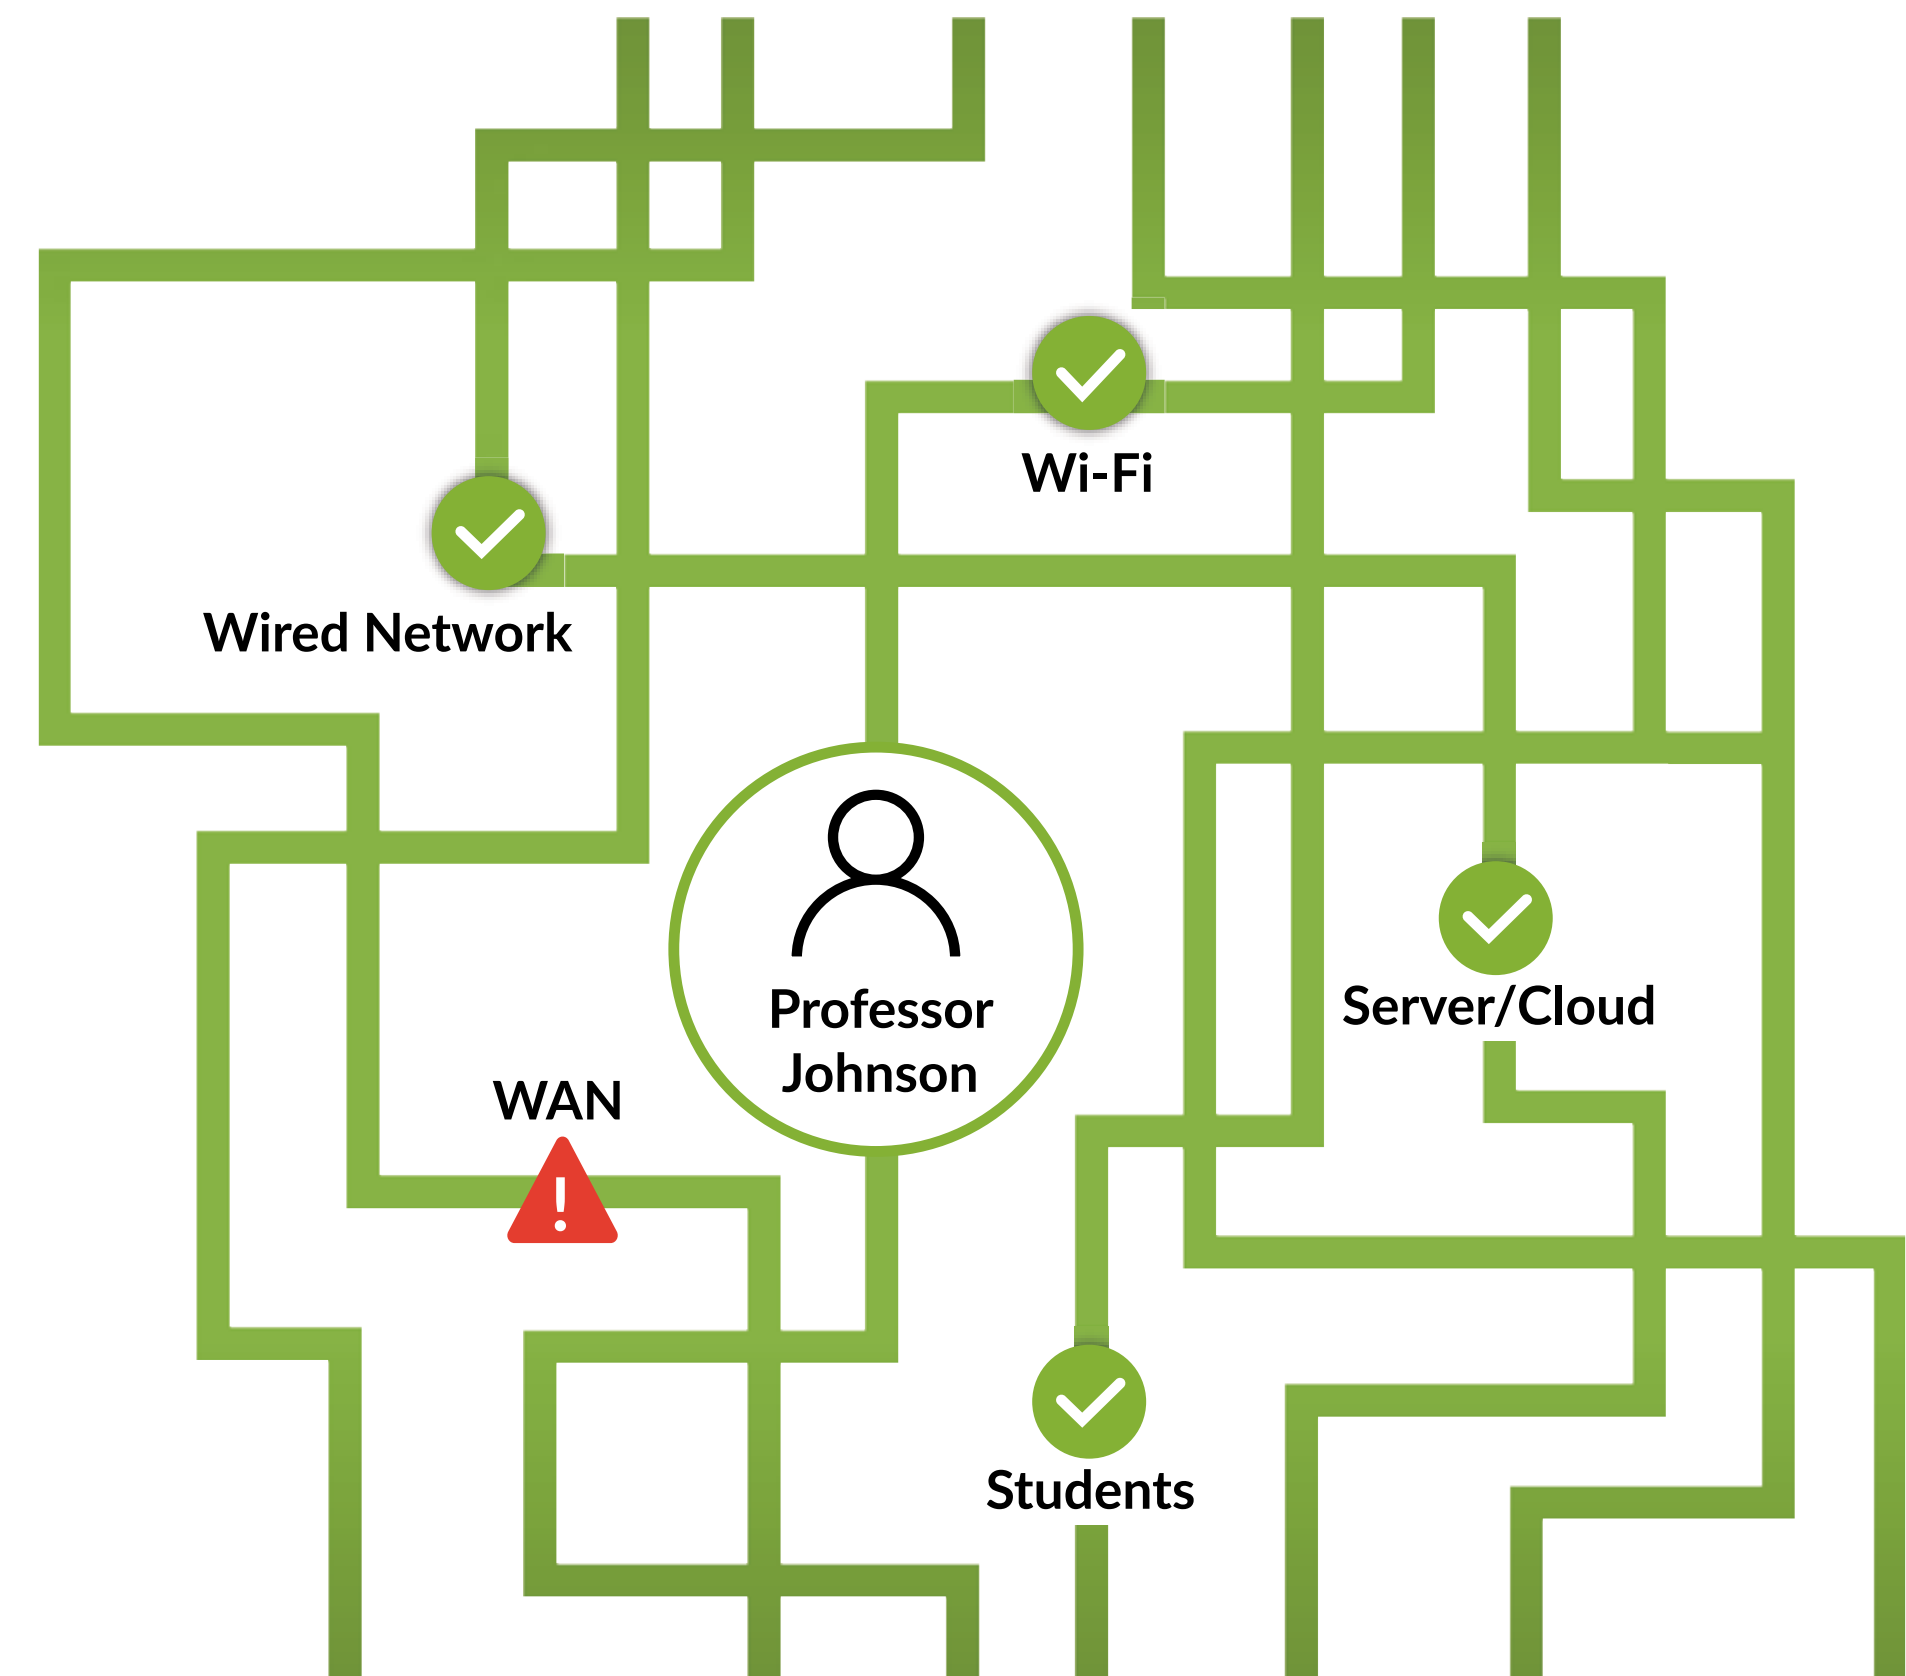 Wi-Fi
Wired Network
Professor
Johnson
Server/Cloud
WAN
!
Students